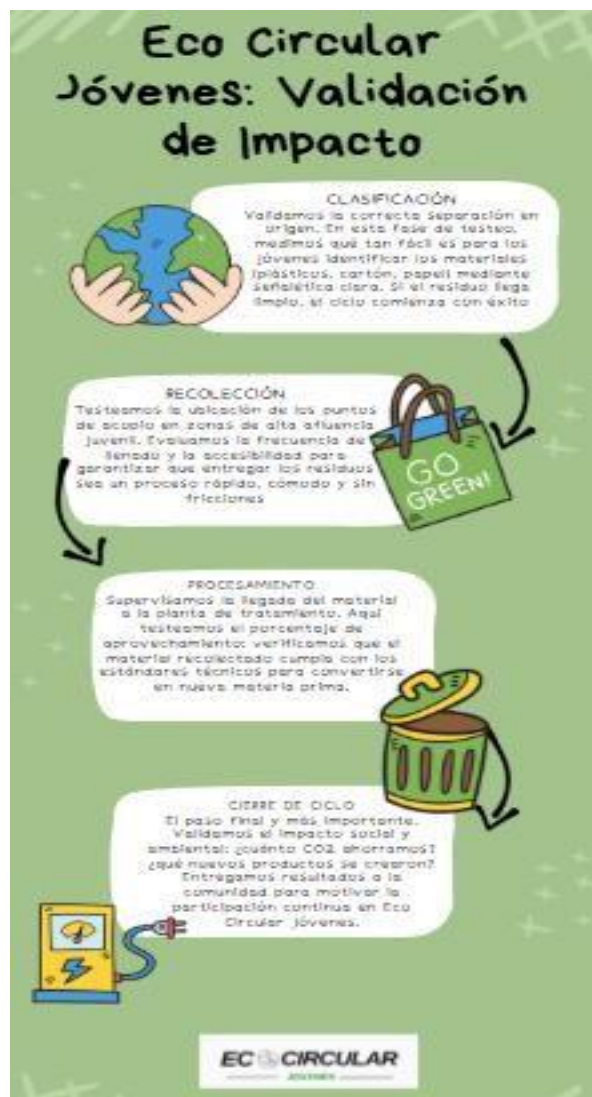 Eco Circular
Jóvenes: Validación
de Impacto
CLASIFICACIÓN
Validamos la correcta separación en
origen. En esta fase de testeo,
medimos qué tan fácil es para los
jóvenes identificar los materiales
(plásticos, cartón, papel) mediante
señalética clara. Si el residuo llega
limpio, el ciclo comienza con éxito
RECOLECCIÓN
Testeamos la ubicación de los puntos
de acopio en zonas de alta afluencia
juvenil. Evaluamos la frecuencia de
llenado y la accesibilidad para
garantizar que entregar los residuos
sea un proceso rápido, cómodo y sin
fricciones
GO
GREEN!
PROCESAMIENTO
Supervisamos la llegada del material
a la planta de tratamiento. Aquí
testeamos el porcentaje de
aprovechamiento: verificamos que el
material recolectado cumpla con los
estándares técnicos para convertirse
en nueva materia prima.
CIERRE DE CICLO
El paso final y más importante.
Validamos el impacto social y
ambiental: ¿cuánto CO2 ahorramos?
¿qué nuevos productos se crearon?
Entregamos resultados a la
comunidad para motivar la
participación continua en Eco
Circular Jóvenes.
ECOCIRCULAR
JÓVENES